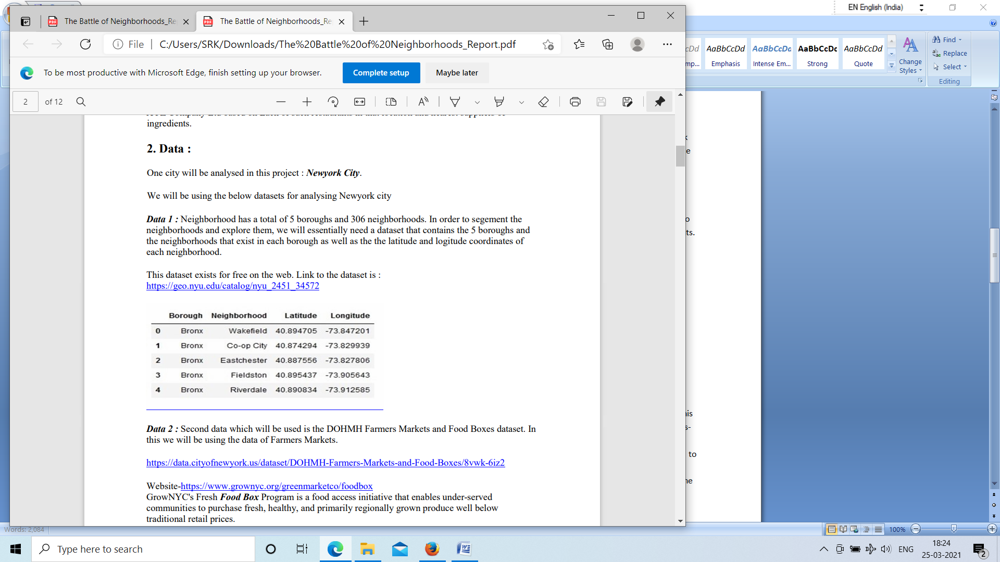 EN English (India)
The Battle of Neighborhoods_Re
The Battle of Neighborhoods_Re
File
C:/Users/SRK/Downloads/The%20Battle%20of%20Neighborhoods_Report.pdf
To be most productive with Microsoft Edge, finish setting up your browser.
Complete setup
Maybe later
2
of 12
AaBbCcDd
Emphasis
AaBbCcDd
Intense Em...
AaBbCcDd
Strong
AaBbCcDd
Quote
Change
Styles
Find
Replace
Select
Editing
ingredients.
2. Data :
One city will be analysed in this project : Newyork City.
We will be using the below datasets for analysing Newyork city
Data 1 : Neighborhood has a total of 5 boroughs and 306 neighborhoods. In order to segement the
neighborhoods and explore them, we will essentially need a dataset that contains the 5 boroughs and
the neighborhoods that exist in each borough as well as the the latitude and logitude coordinates of
each neighborhood.
This dataset exists for free on the web. Link to the dataset is :
https://geo.nyu.edu/catalog/nyu_2451_34572
Borough Neighborhood Latitude Longitude
0 Bronx Wakefield 40.894705 -73.847201
1 Bronx Co-op City 40.874294 -73.829939
2 Bronx Eastchester 40.887556 -73.827806
3 Bronx Fieldston 40.895437 -73.905643
4 Bronx Riverdale 40.890834 -73.912585
Data 2 : Second data which will be used is the DOHMH Farmers Markets and Food Boxes dataset. In
this we will be using the data of Farmers Markets.
https://data.cityofnewyork.us/dataset/DOHMH-Farmers-Markets-and-Food-Boxes/8vwk-6iz2
Website-https://www.grownyc.org/greenmarketco/foodbox
GrowNYC's Fresh Food Box Program is a food access initiative that enables under-served
communities to purchase fresh, healthy, and primarily regionally grown produce well below
traditional retail prices.
to
Words: 2,084
100%
Type here to search
ENG
18:24
25-03-2021
2